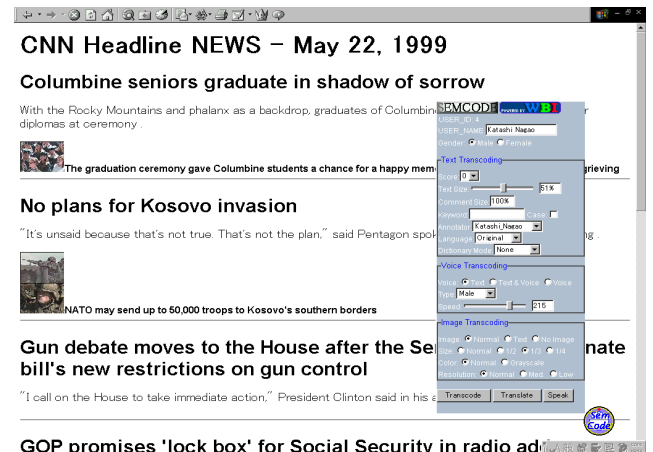 CNN Headline NEWS – May 22, 1999
Columbine seniors graduate in shadow of sorrow
With the Rocky Mountains and phalanx as a backdrop, graduates of Columbin
diplomas at ceremony .
The graduation ceremony gave Columbine students a chance for a happy mem
grieving
No plans for Kosovo invasion
"It's unsaid because that's not true. That's not the plan," said Pentagon spok
NATO may send up to 50,000 troops to Kosovo's southern borders
Gun debate moves to the House after the Se
nate
bill's new restrictions on gun control
"I call on the House to take immediate action," President Clinton said in his a
GOP promises 'lock box' for Social Security in radio ad
SEMCODE POWERED BY WBI
USER_ID: 4
USER_NAME: Katashi Nagao
Gender: Male Female
Text Transcoding
Score: 0
Text Size: 51%
Comment Size: 100%
Keyword: Case:
Annotator: Katashi_Nagao
Language: Original
Dictionary Mode: None
Voice Transcoding
Voice: Text Text & Voice Voice
Type: Male
Speed: 215
Image Transcoding
Image: Normal Text No Image
Size: Normal 1/2 1/3 1/4
Color: Normal Grayscale
Resolution: Normal Med. Low
Transcode Translate Speak
Sem
Code